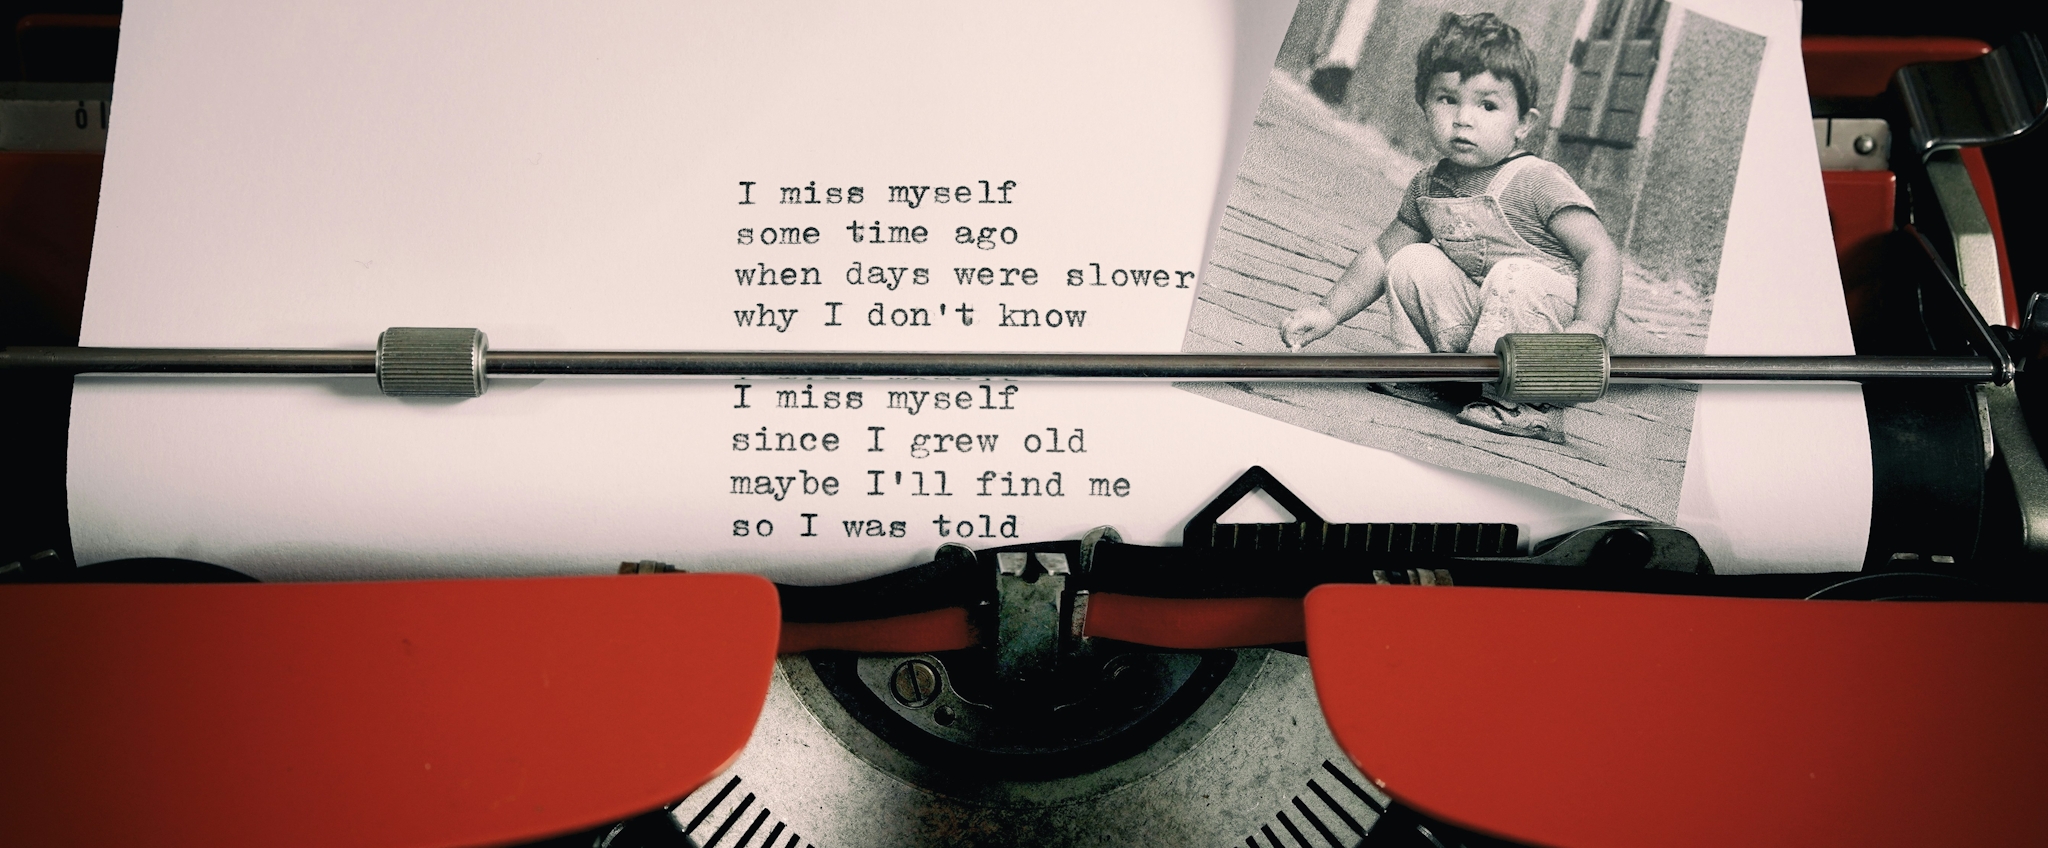 I miss myself
some time ago
when days were slower
why I don't know
I miss myself
since I grew old
maybe I'll find me
so I was told